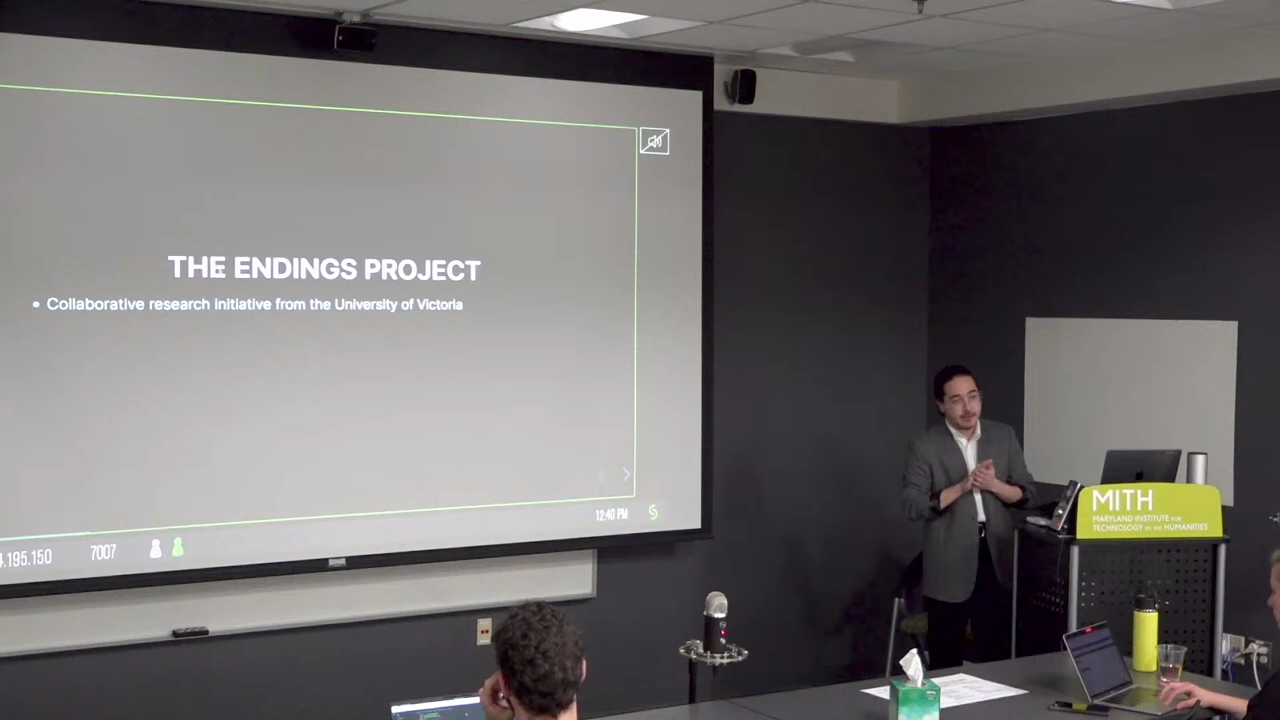 THE ENDINGS PROJECT
• Collaborative research initiative from the University of Victoria
12:40 PM
.195.150
7007
MITH
MARYLAND INSTITUTE FOR
TECHNOLOGY IN THE HUMANITIES